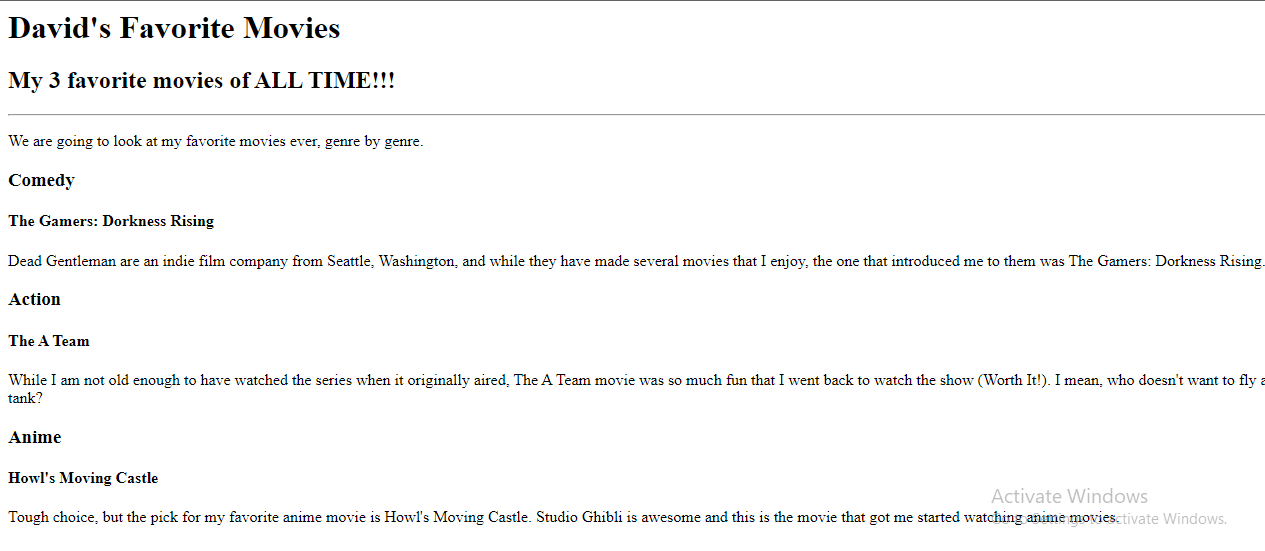 David's Favorite Movies
My 3 favorite movies of ALL TIME!!!
We are going to look at my favorite movies ever, genre by genre.
Comedy
The Gamers: Dorkness Rising
Dead Gentleman are an indie film company from Seattle, Washington, and while they have made several movies that I enjoy, the one that introduced me to them was The Gamers: Dorkness Rising.
Action
The A Team
While I am not old enough to have watched the series when it originally aired, The A Team movie was so much fun that I went back to watch the show (Worth It!). I mean, who doesn't want to fly a
tank?
Anime
Howl's Moving Castle
Activate Windows
Tough choice, but the pick for my favorite anime movie is Howl's Moving Castle. Studio Ghibli is awesome and this is the movie that got me started watching anime movies.
Go to Settings to activate Windows.